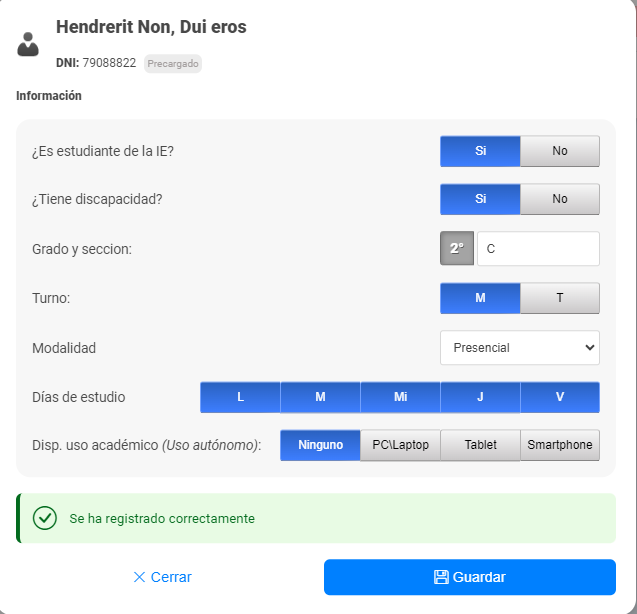 Hendrerit Non, Dui eros
DNI: 79088822 Precargado
Información
¿Es estudiante de la IE? Si No
¿Tiene discapacidad? Si No
Grado y seccion: 2° C
Turno: M T
Modalidad Presencial
Días de estudio L M Mi J V
Disp. uso académico (Uso autónomo): Ninguno PC\Laptop Tablet Smartphone
Se ha registrado correctamente
Cerrar Guardar